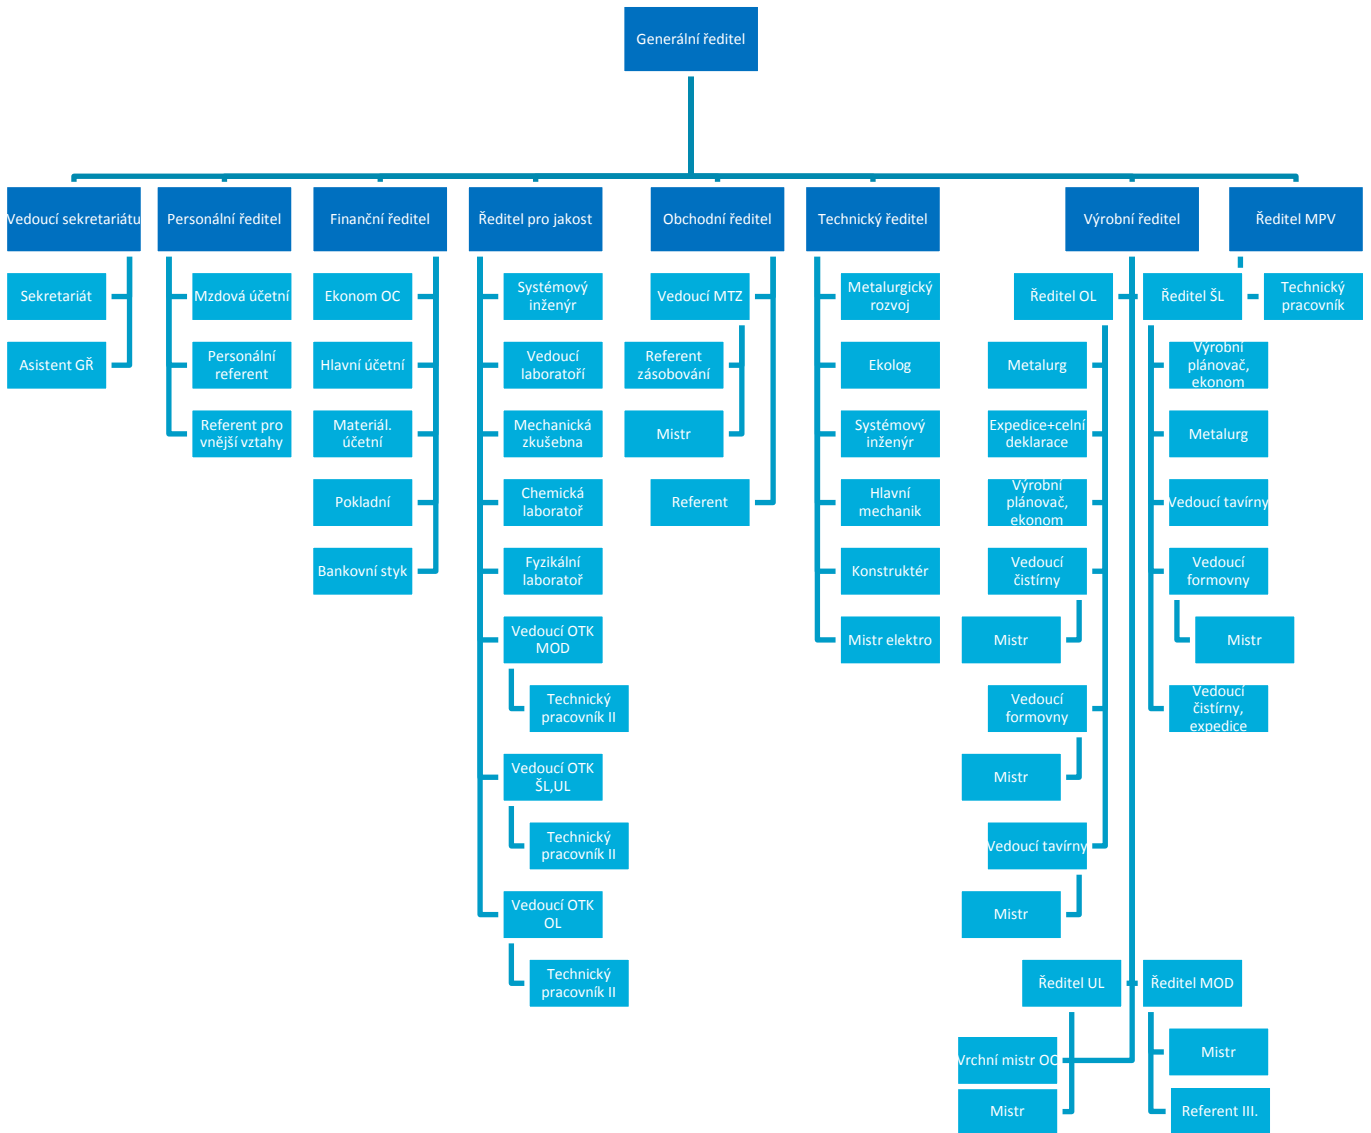 Generální ředitel
Vedoucí sekretariátu
Personální ředitel
Finanční ředitel
Ředitel pro jakost
Obchodní ředitel
Technický ředitel
Výrobní ředitel
Ředitel MPV
Sekretariát
Asistent GŘ
Mzdová účetní
Personální
referent
Referent pro
vnější vztahy
Ekonom OC
Hlavní účetní
Materiál.
účetní
Pokladní
Bankovní styk
Systémový
inženýr
Vedoucí
laboratoří
Mechanická
zkušebna
Chemická
laboratoř
Fyzikální
laboratoř
Vedoucí OTK
MOD
Technický
pracovník II
Vedoucí OTK
ŠL,UL
Technický
pracovník II
Vedoucí OTK
OL
Technický
pracovník II
Vedoucí MTZ
Referent
zásobování
Mistr
Referent
Metalurgický
rozvoj
Ekolog
Systémový
inženýr
Hlavní
mechanik
Konstruktér
Mistr elektro
Ředitel OL
Metalurg
Expedice+celní
deklarace
Výrobní
plánovač,
ekonom
Vedoucí
čistírny
Mistr
Vedoucí
formovny
Mistr
Vedoucí tavírny
Mistr
Ředitel ŠL
Výrobní
plánovač,
ekonom
Metalurg
Vedoucí tavírny
Vedoucí
formovny
Mistr
Vedoucí
čistírny,
expedice
Ředitel UL
Vrchní mistr OC
Mistr
Ředitel MOD
Mistr
Referent III.
Technický
pracovník